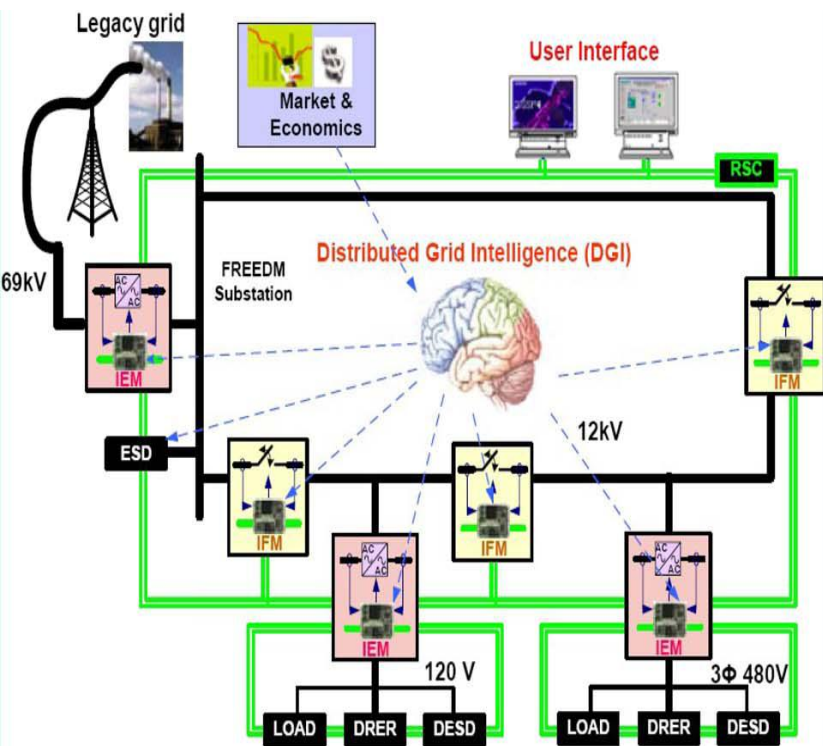 Legacy grid
Market &
Economics
User Interface
RSC
69kV
FREEDM
Substation
Distributed Grid Intelligence (DGI)
AC
AC
IEM
IFM
ESD
12kV
IFM
IFM
AC
AC
IEM
AC
AC
IEM
120 V
3Φ 480V
LOAD
DRER
DESD
LOAD
DRER
DESD